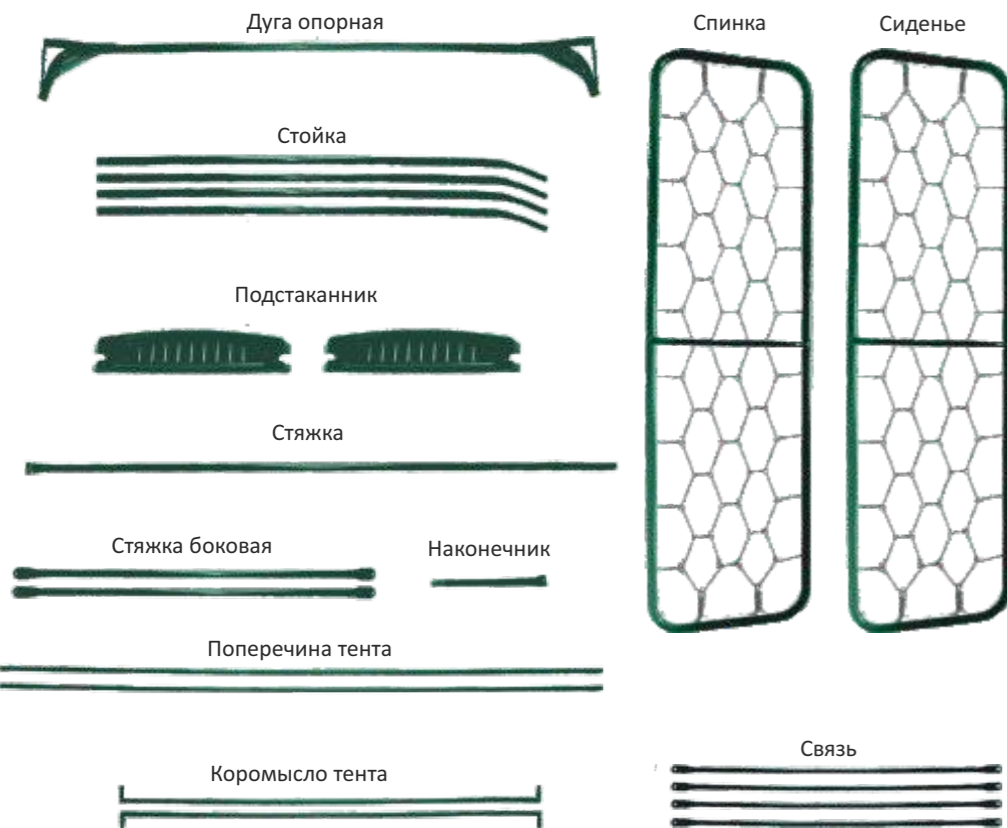 Дуга опорная
Спинка
Сиденье
Стойка
Подстаканник
Стяжка
Стяжка боковая
Наконечник
Поперечина тента
Коромысло тента
Связь